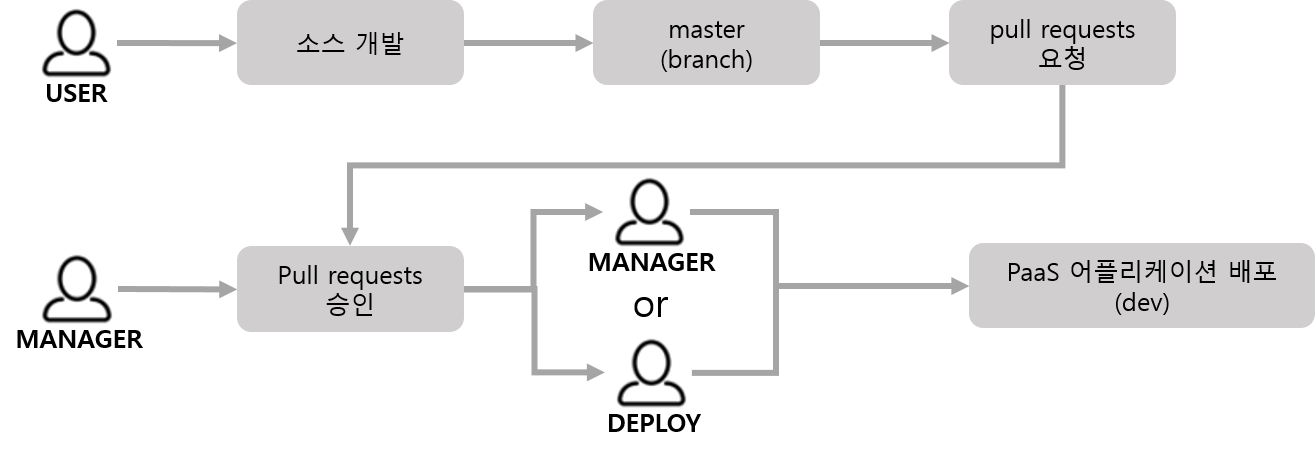 USER
소스 개발
master
(branch)
pull requests
요청
MANAGER
Pull requests
승인
MANAGER
or
DEPLOY
PaaS 어플리케이션 배포
(dev)